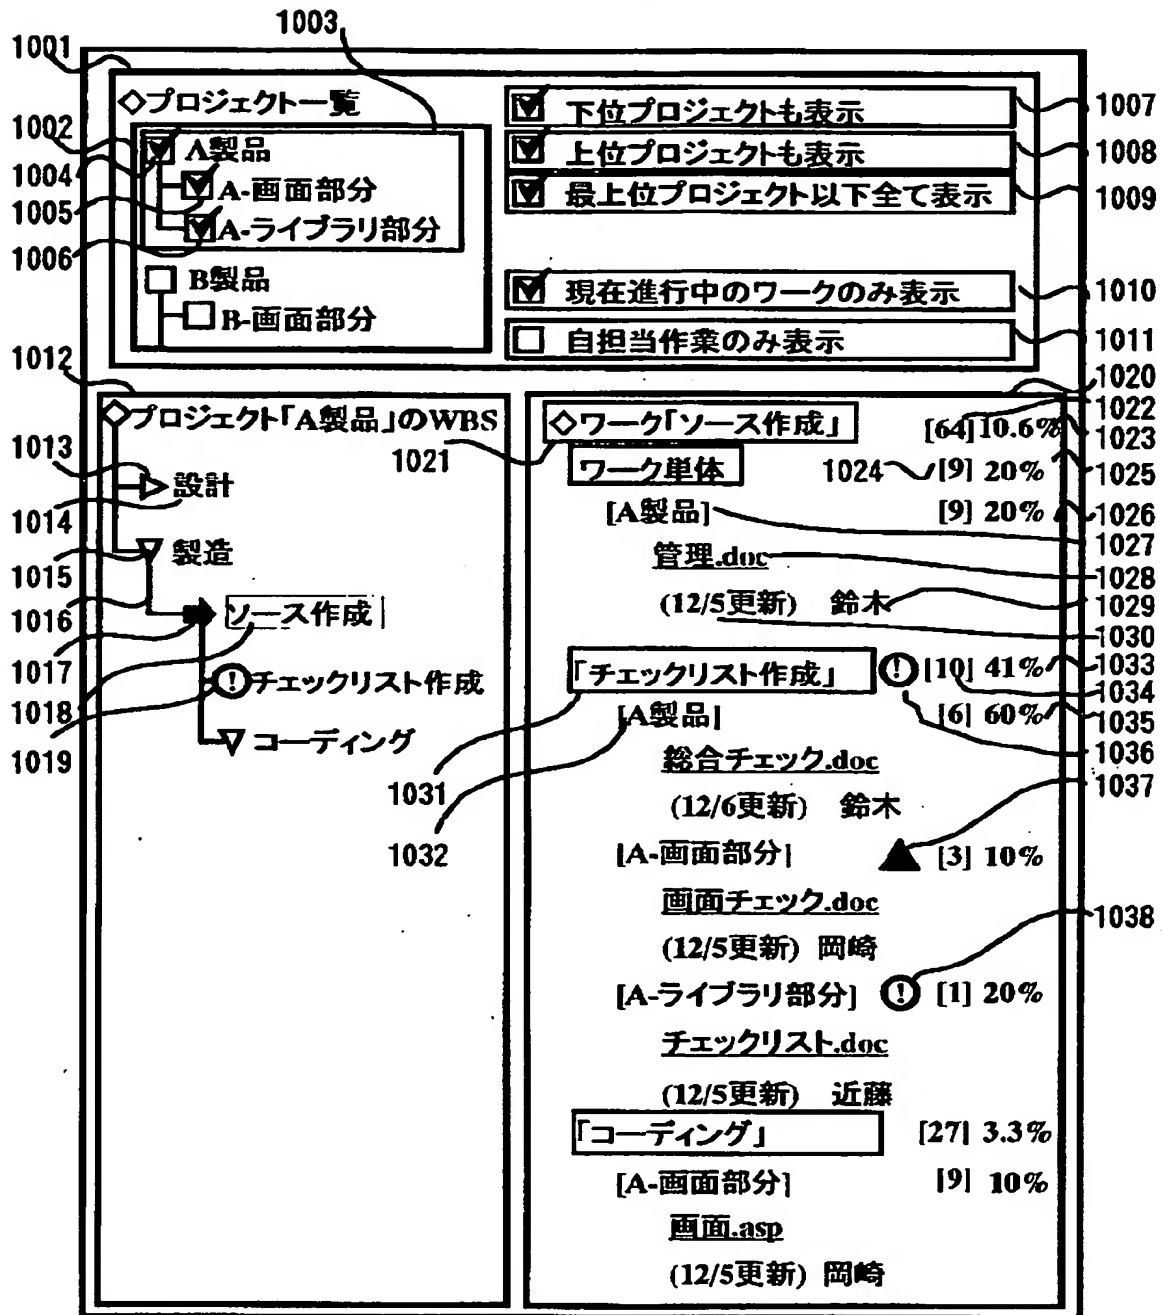 1003
1001
◇プロジェクト一覧
下位プロジェクトも表示
1007
1002
A製品
上位プロジェクトも表示
1008
1004
A-画面部分
最上位プロジェクト以下全て表示
1009
1005
A-ライブラリ部分
1006
B製品
現在進行中のワークのみ表示
1010
B-画面部分
自担当作業のみ表示
1011
1012
1020
◇プロジェクト「A製品」のWBS
1013
設計
1014
製造
1015
1016
ソース作成
1017
チェックリスト作成
1018
コーディング
1019
◇ワーク「ソース作成」 [64] 10.6%
1022
1023
1021
ワーク単体 1024 [9] 20%
1025
[A製品] [9] 20%
1026
1027
管理.doc
1028
(12/5更新) 鈴木
1029
1030
「チェックリスト作成」 ! [10] 41%
1033
1034
[A製品] [6] 60%
1035
1036
総合チェック.doc
1031
1037
(12/6更新) 鈴木
1032
[A-画面部分] ▲ [3] 10%
画面チェック.doc
1038
(12/5更新) 岡崎
[A-ライブラリ部分] ! [1] 20%
チェックリスト.doc
(12/5更新) 近藤
「コーディング」 [27] 3.3%
[A-画面部分] [9] 10%
画面.asp
(12/5更新) 岡崎